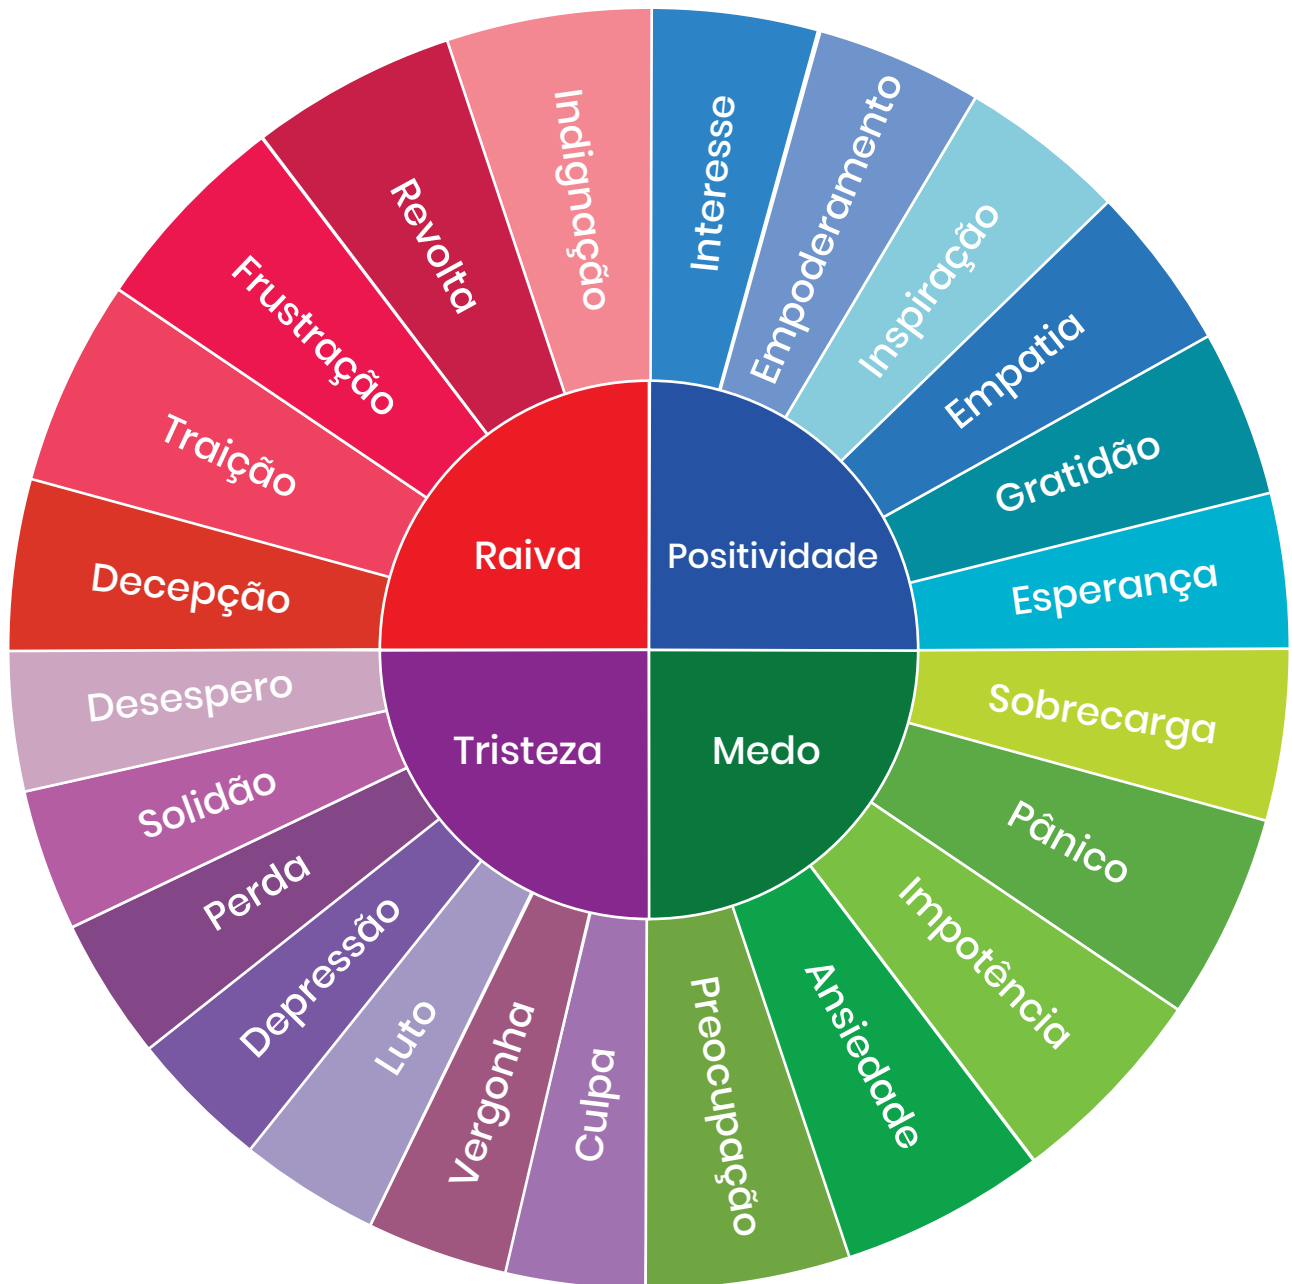 Interesse
Empoderamento
Inspiração
Empatia
Gratidão
Esperança
Sobrecarga
Pânico
Impotência
Ansiedade
Preocupação
Culpa
Vergonha
Luto
Depressão
Perda
Solidão
Desespero
Decepção
Traição
Frustração
Revolta
Indignação
Raiva
Positividade
Tristeza
Medo